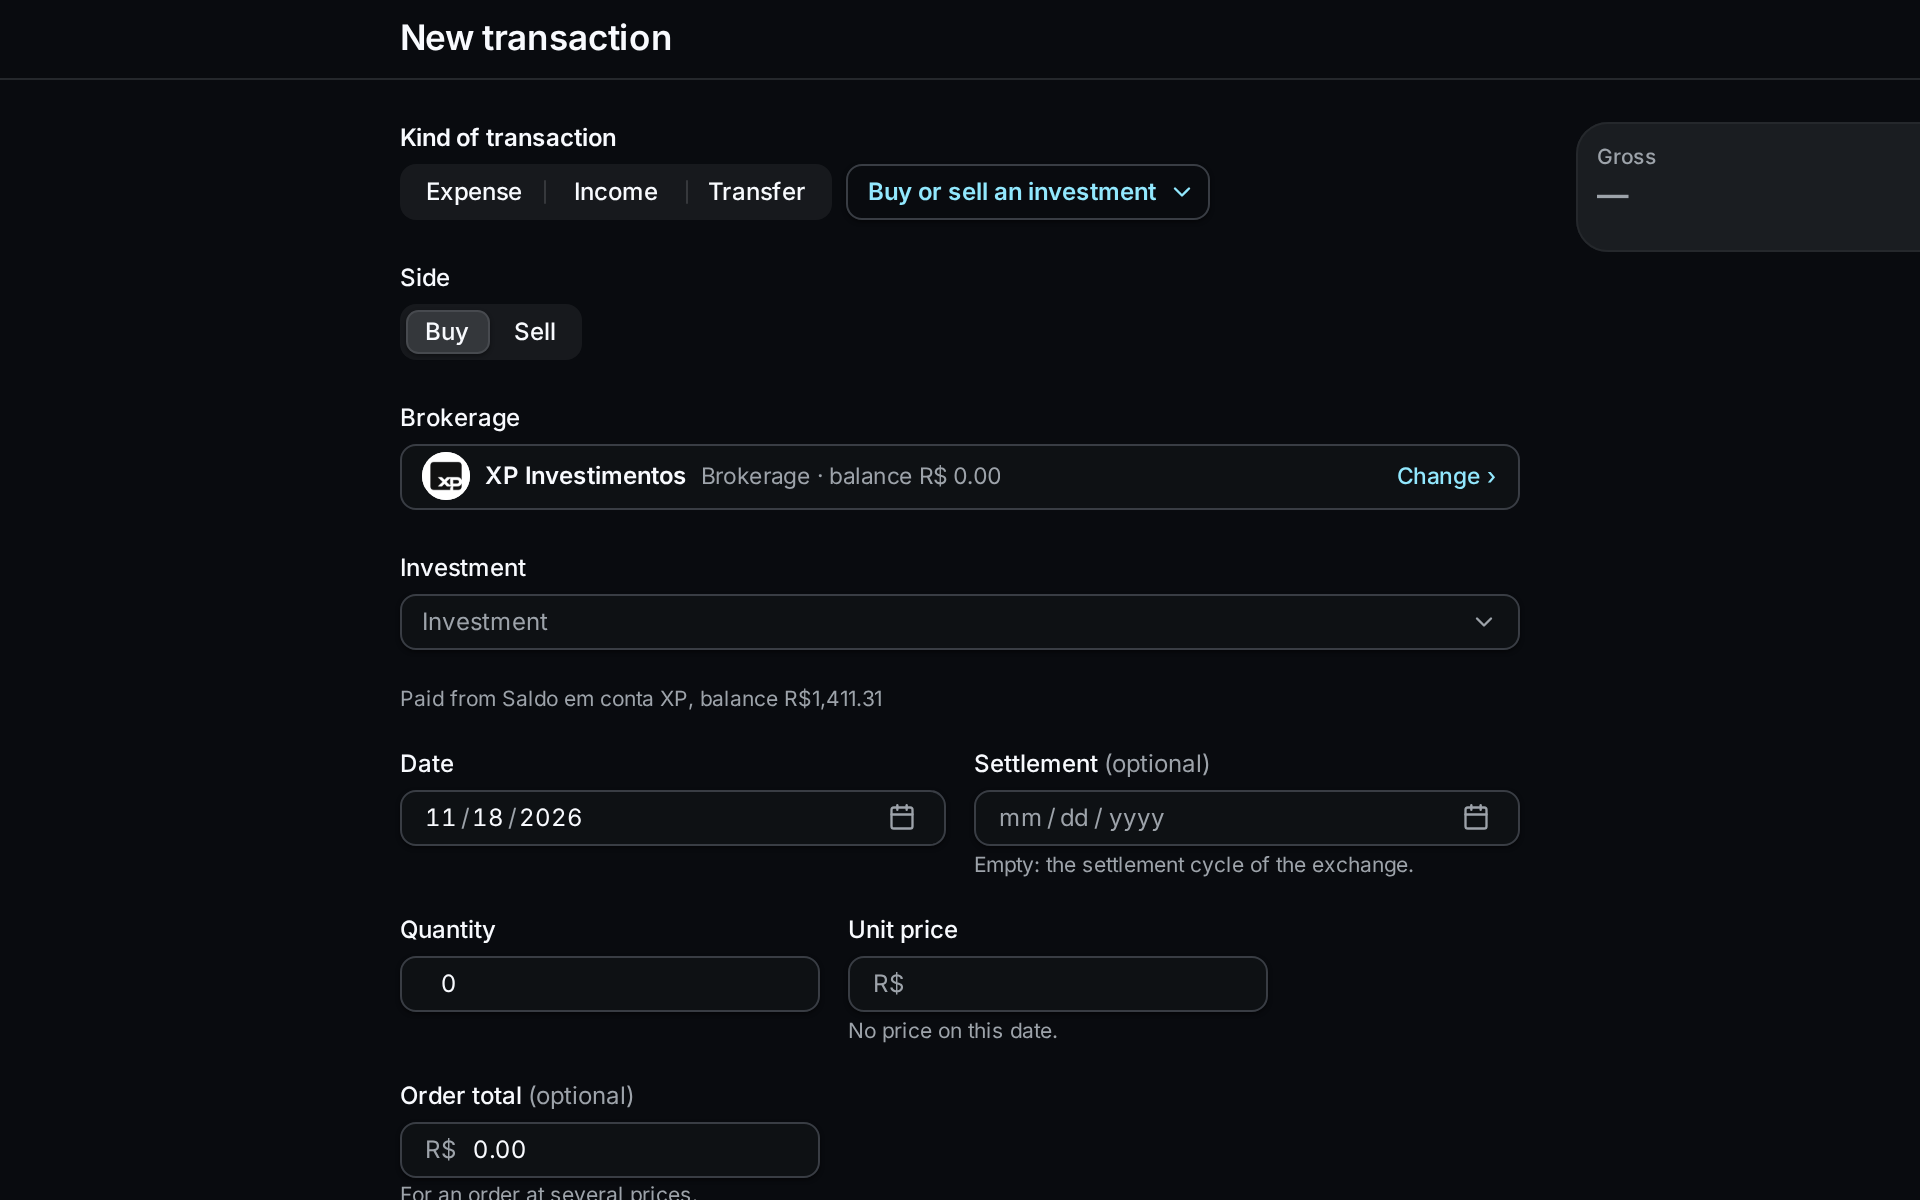 New transaction
Kind of transaction
Expense Income Transfer Buy or sell an investment
Gross
—
Side
Buy Sell
Brokerage
XP XP Investimentos Brokerage · balance R$ 0.00 Change ›
Investment
Investment
Paid from Saldo em conta XP, balance R$1,411.31
Date Settlement (optional)
11/18/2026 mm/dd/yyyy
Empty: the settlement cycle of the exchange.
Quantity Unit price
0 R$
No price on this date.
Order total (optional)
R$ 0.00
For an order at several prices.